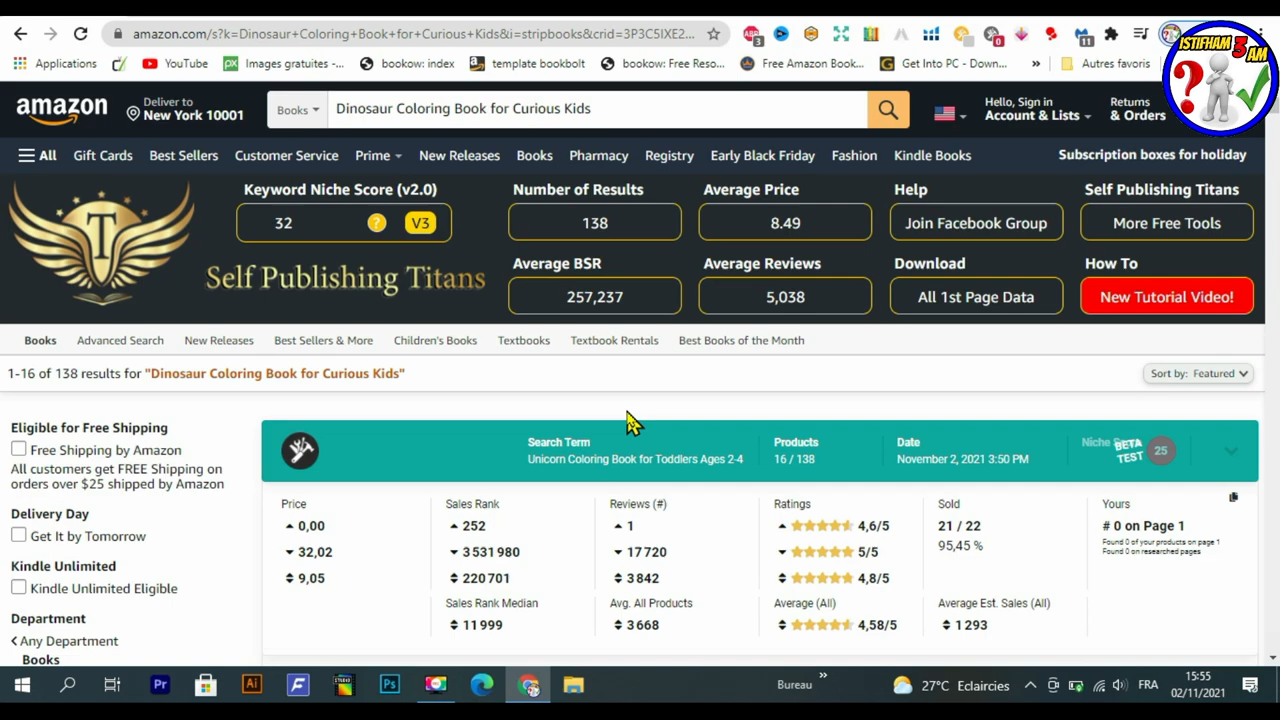 amazon.com/s?k=Dinosaur+Coloring+Book+for+Curious+Kids&i=stripbooks&crid=3P3C5IXE2...
ABP 3
0
11
ISTIFHAM 3 AM
Applications
YouTube
Images gratuites -...
bookow: index
template bookbolt
bookow: Free Reso...
Free Amazon Book...
Get Into PC - Down...
»
Autres favoris
amazon
Deliver to
New York 10001
Books
Dinosaur Coloring Book for Curious Kids
Hello, Sign in
Account & Lists
Returns
& Orders
All
Gift Cards
Best Sellers
Customer Service
Prime
New Releases
Books
Pharmacy
Registry
Early Black Friday
Fashion
Kindle Books
Subscription boxes for holiday
T
Self Publishing Titans
Keyword Niche Score (v2.0)
32 ? V3
Number of Results
138
Average Price
8.49
Help
Join Facebook Group
Self Publishing Titans
More Free Tools
Average BSR
257,237
Average Reviews
5,038
Download
All 1st Page Data
How To
New Tutorial Video!
Books
Advanced Search
New Releases
Best Sellers & More
Children's Books
Textbooks
Textbook Rentals
Best Books of the Month
1-16 of 138 results for "Dinosaur Coloring Book for Curious Kids"
Sort by: Featured
Eligible for Free Shipping
Free Shipping by Amazon
All customers get FREE Shipping on
orders over $25 shipped by Amazon
Delivery Day
Get It by Tomorrow
Kindle Unlimited
Kindle Unlimited Eligible
Department
Any Department
Books
Search Term
Unicorn Coloring Book for Toddlers Ages 2-4
Products
16 / 138
Date
November 2, 2021 3:50 PM
BETA
TEST
25
Price
0,00
32,02
9,05
Sales Rank
252
3 531 980
220 701
Sales Rank Median
11 999
Reviews (#)
1
17 720
3 842
Avg. All Products
3 668
Ratings
4,6/5
5/5
4,8/5
Average (All)
4,58/5
Sold
21 / 22
95,45 %
Average Est. Sales (All)
1 293
Yours
# 0 on Page 1
Found 0 of your products on page 1
Found 0 on researched pages
Pr
Ai
Ps
Bureau
»
27°C Eclaircies
FRA
15:55
02/11/2021